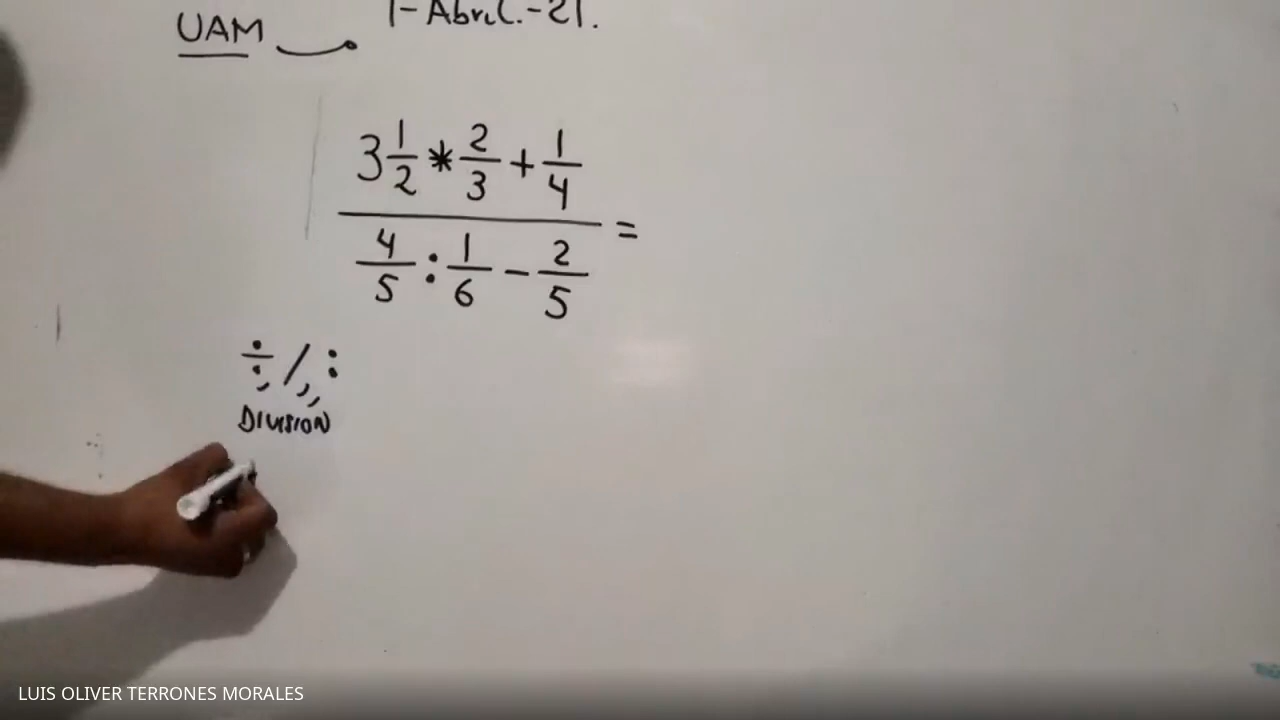 UAM 1-Abril.-21.
3 1/2 * 2/3 + 1/4
4/5 : 1/6 - 2/5 =
÷, /, :,
DIVISION
LUIS OLIVER TERRONES MORALES